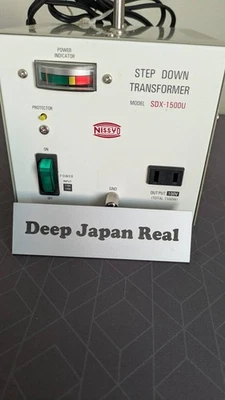 POWER
INDICATOR
STEP DOWN
TRANSFORMER
MODEL SDX-1500U
PROTECTOR
NISSYO
ON
POWER
GND
OUTPUT 100V
(TOTAL 1500W)
Deep Japan Real